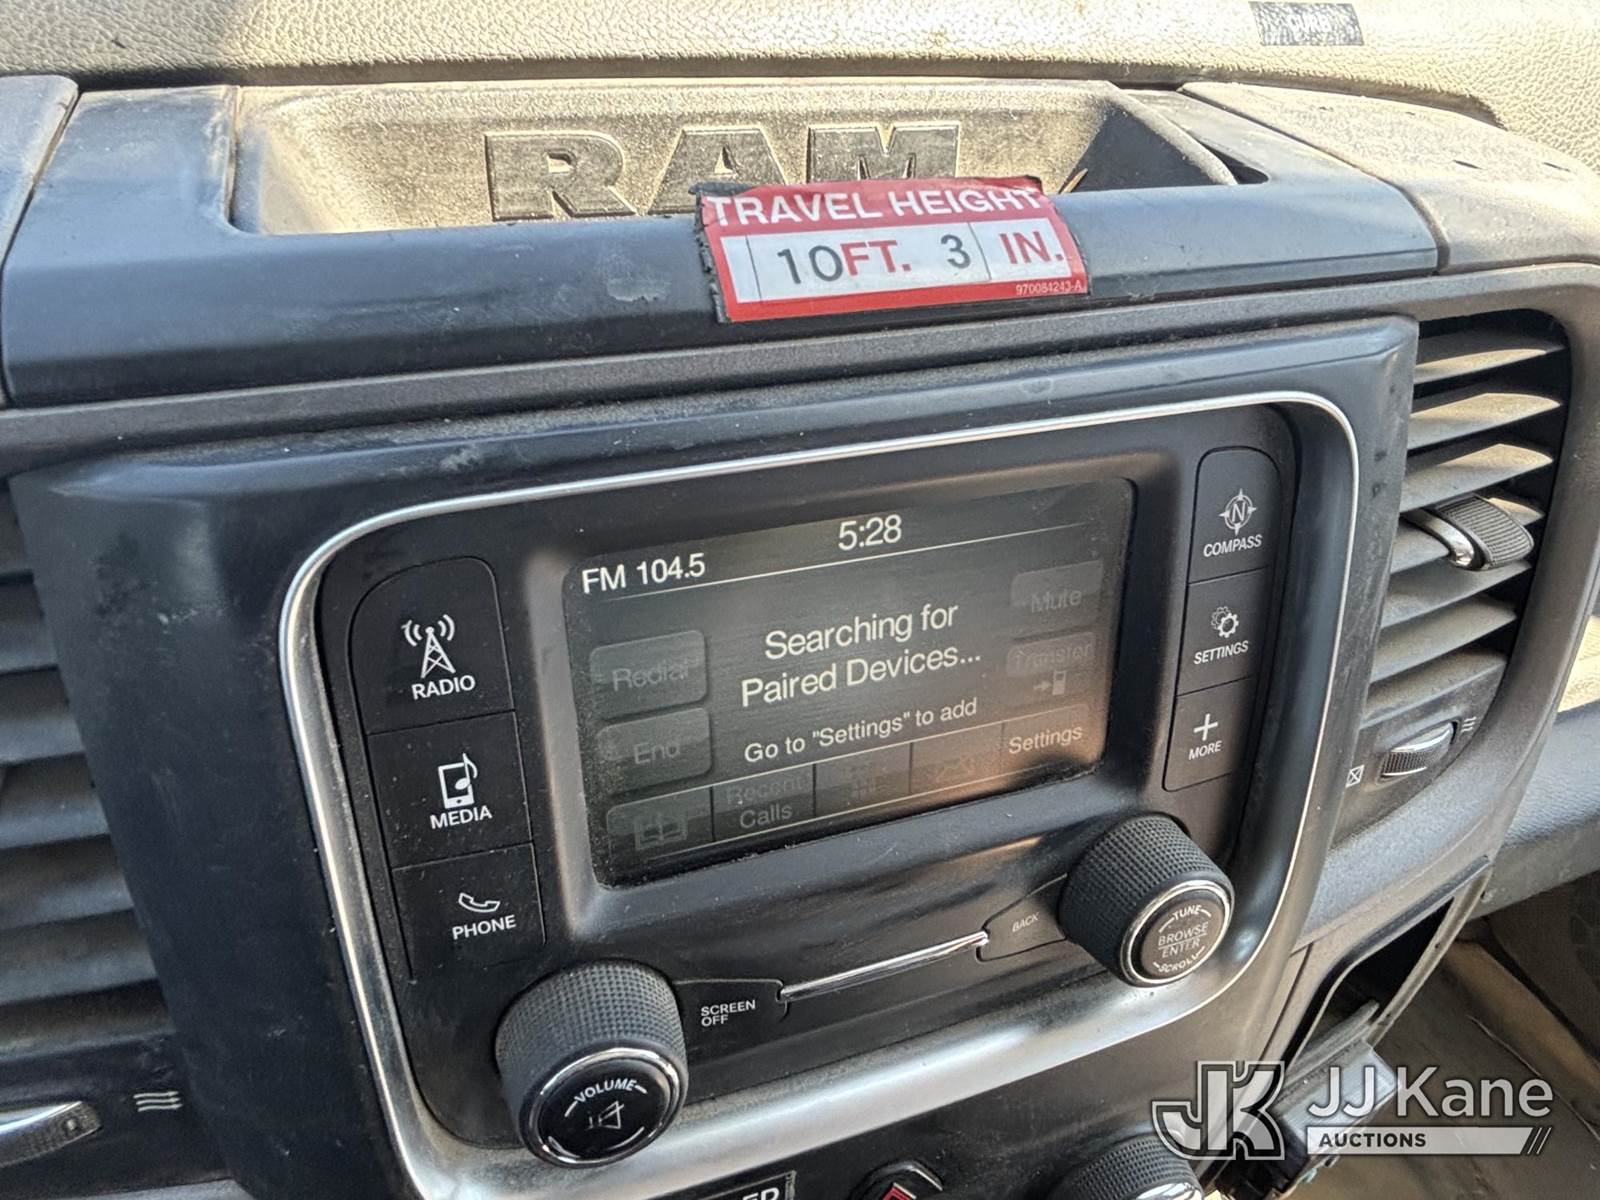 CURB
RAM
TRAVEL HEIGHT
10FT. 3 IN.
970084243-A
5:28
FM 104.5
Searching for
Paired Devices...
Go to "Settings" to add
Mute
Redial
Transfer
End
Recent
Calls
Settings
RADIO
MEDIA
PHONE
N
COMPASS
SETTINGS
MORE
SCREEN
OFF
BACK
VOLUME
TUNE
BROWSE
ENTER
SCROLL
JJ Kane
AUCTIONS